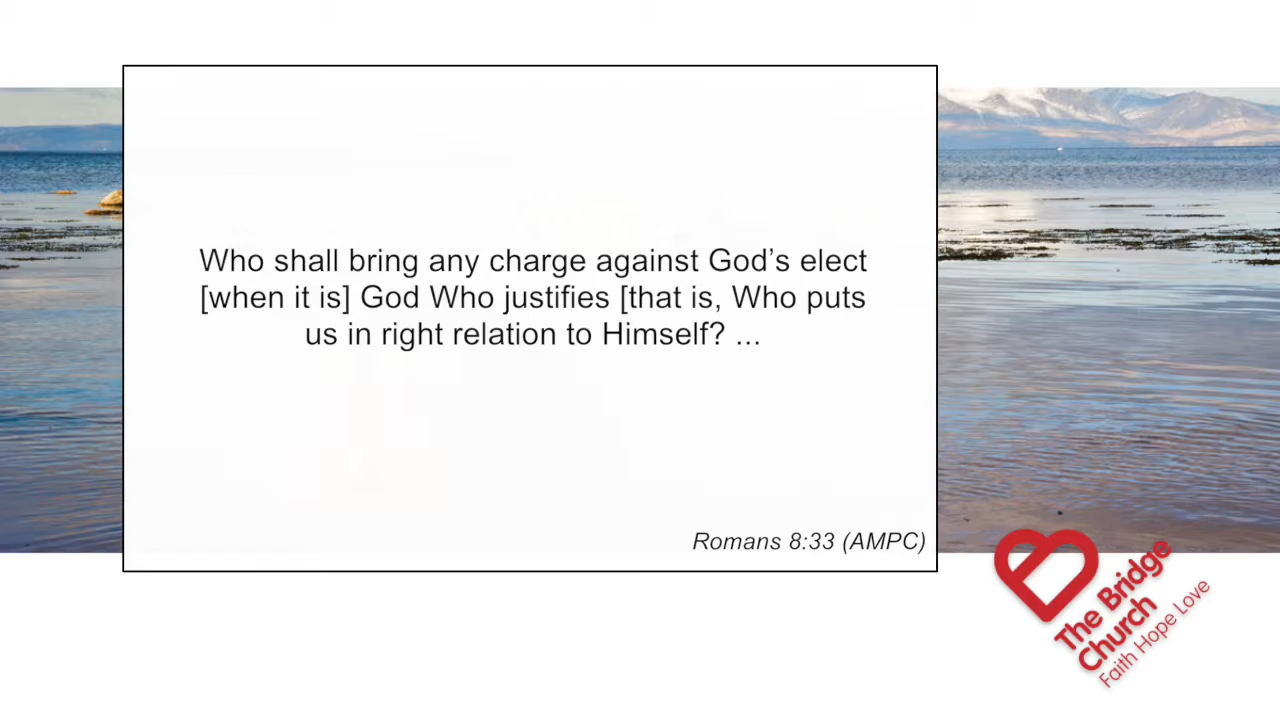 Who shall bring any charge against God’s elect
[when it is] God Who justifies [that is, Who puts
us in right relation to Himself? ...
Romans 8:33 (AMPC)
The Bridge
Church
Faith Hope Love